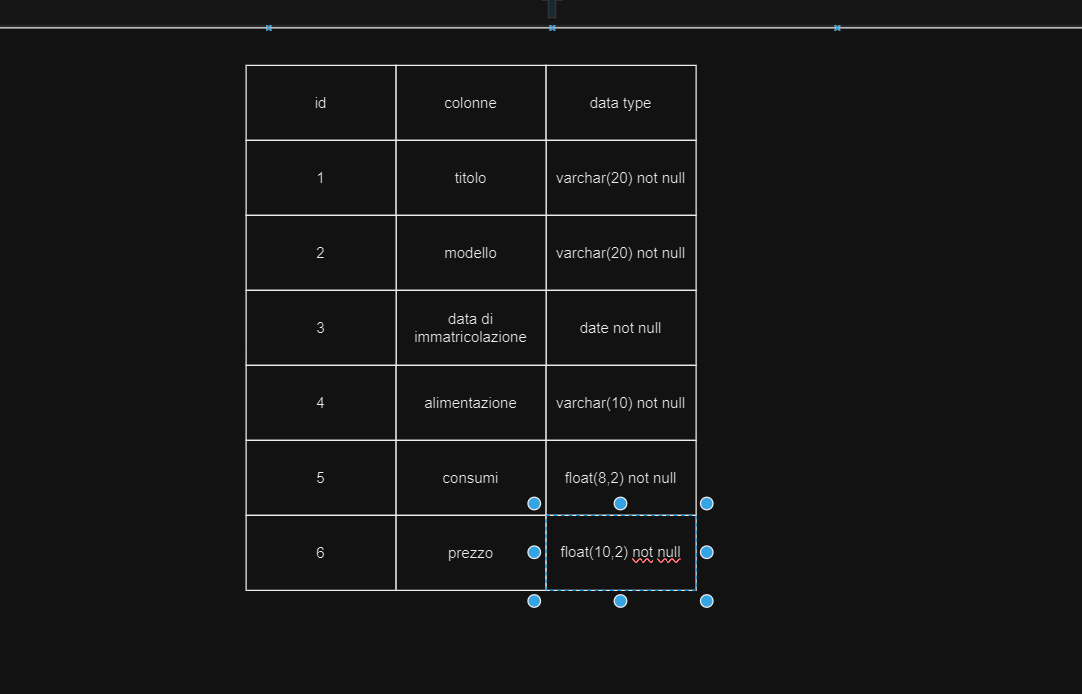 id colonne data type
1 titolo varchar(20) not null
2 modello varchar(20) not null
3 data di
immatricolazione date not null
4 alimentazione varchar(10) not null
5 consumi float(8,2) not null
6 prezzo float(10,2) not null